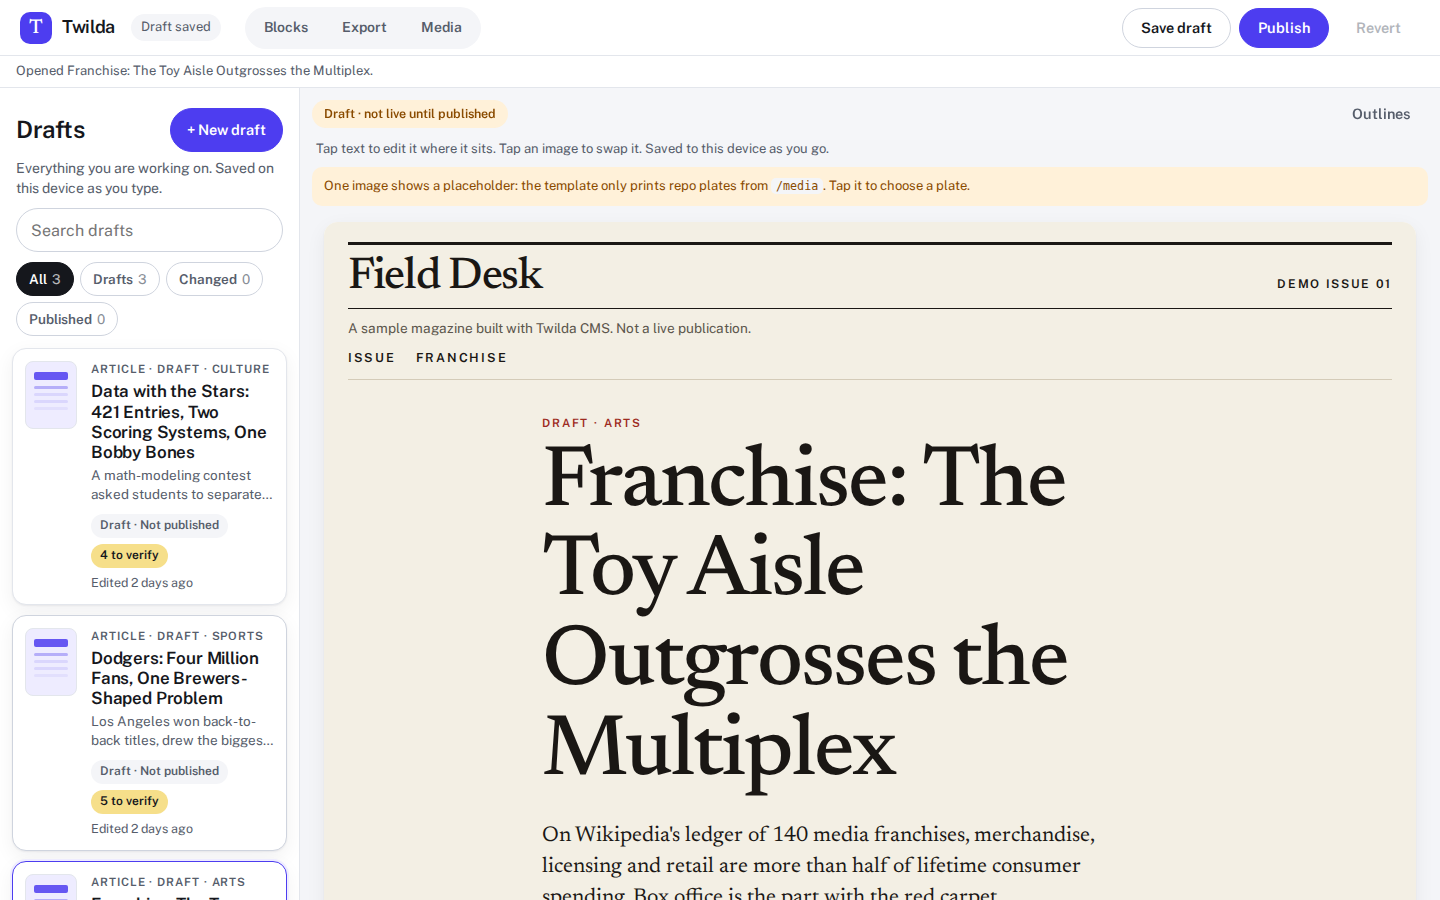 T Twilda Draft saved Blocks Export Media Save draft Publish Revert
Opened Franchise: The Toy Aisle Outgrosses the Multiplex.
Drafts + New draft
Everything you are working on. Saved on
this device as you type.
Search drafts
All 3 Drafts 3 Changed 0
Published 0
ARTICLE · DRAFT · CULTURE
Data with the Stars:
421 Entries, Two
Scoring Systems, One
Bobby Bones
A math-modeling contest
asked students to separate...
Draft · Not published
4 to verify
Edited 2 days ago
ARTICLE · DRAFT · SPORTS
Dodgers: Four Million
Fans, One Brewers-
Shaped Problem
Los Angeles won back-to-
back titles, drew the bigges...
Draft · Not published
5 to verify
Edited 2 days ago
ARTICLE · DRAFT · ARTS
Draft · not live until published Outlines
Tap text to edit it where it sits. Tap an image to swap it. Saved to this device as you go.
One image shows a placeholder: the template only prints repo plates from /media. Tap it to choose a plate.
Field Desk DEMO ISSUE 01
A sample magazine built with Twilda CMS. Not a live publication.
ISSUE FRANCHISE
DRAFT · ARTS
Franchise: The
Toy Aisle
Outgrosses the
Multiplex
On Wikipedia's ledger of 140 media franchises, merchandise,
licensing and retail are more than half of lifetime consumer
spending. Box office is the part with the red carpet.